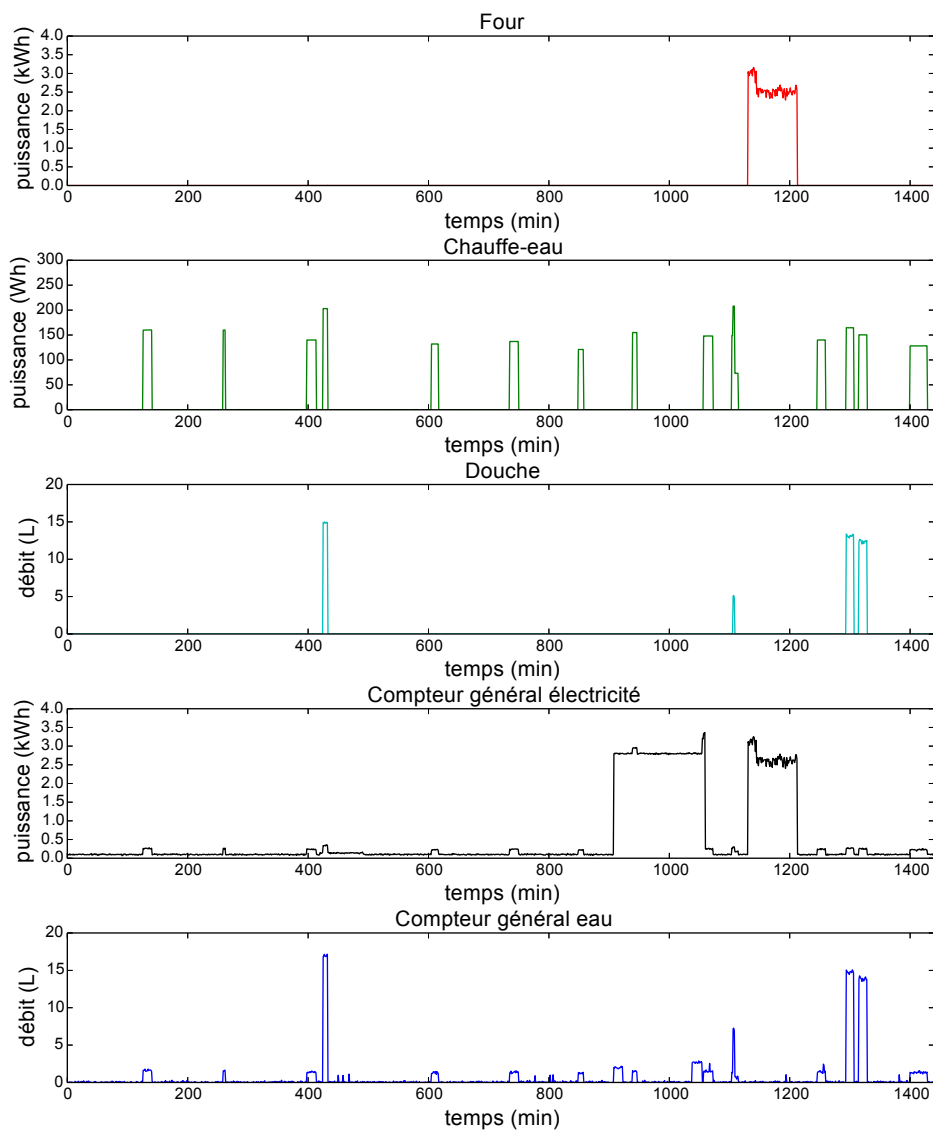 Four
puissance (kWh)
4.0
3.5
3.0
2.5
2.0
1.5
1.0
0.5
0.0
0 200 400 600 800 1000 1200 1400
temps (min)
Chauffe-eau
puissance (Wh)
300
250
200
150
100
50
0
0 200 400 600 800 1000 1200 1400
temps (min)
Douche
débit (L)
20
15
10
5
0
0 200 400 600 800 1000 1200 1400
temps (min)
Compteur général électricité
puissance (kWh)
4.0
3.5
3.0
2.5
2.0
1.5
1.0
0.5
0.0
0 200 400 600 800 1000 1200 1400
temps (min)
Compteur général eau
débit (L)
20
15
10
5
0
0 200 400 600 800 1000 1200 1400
temps (min)